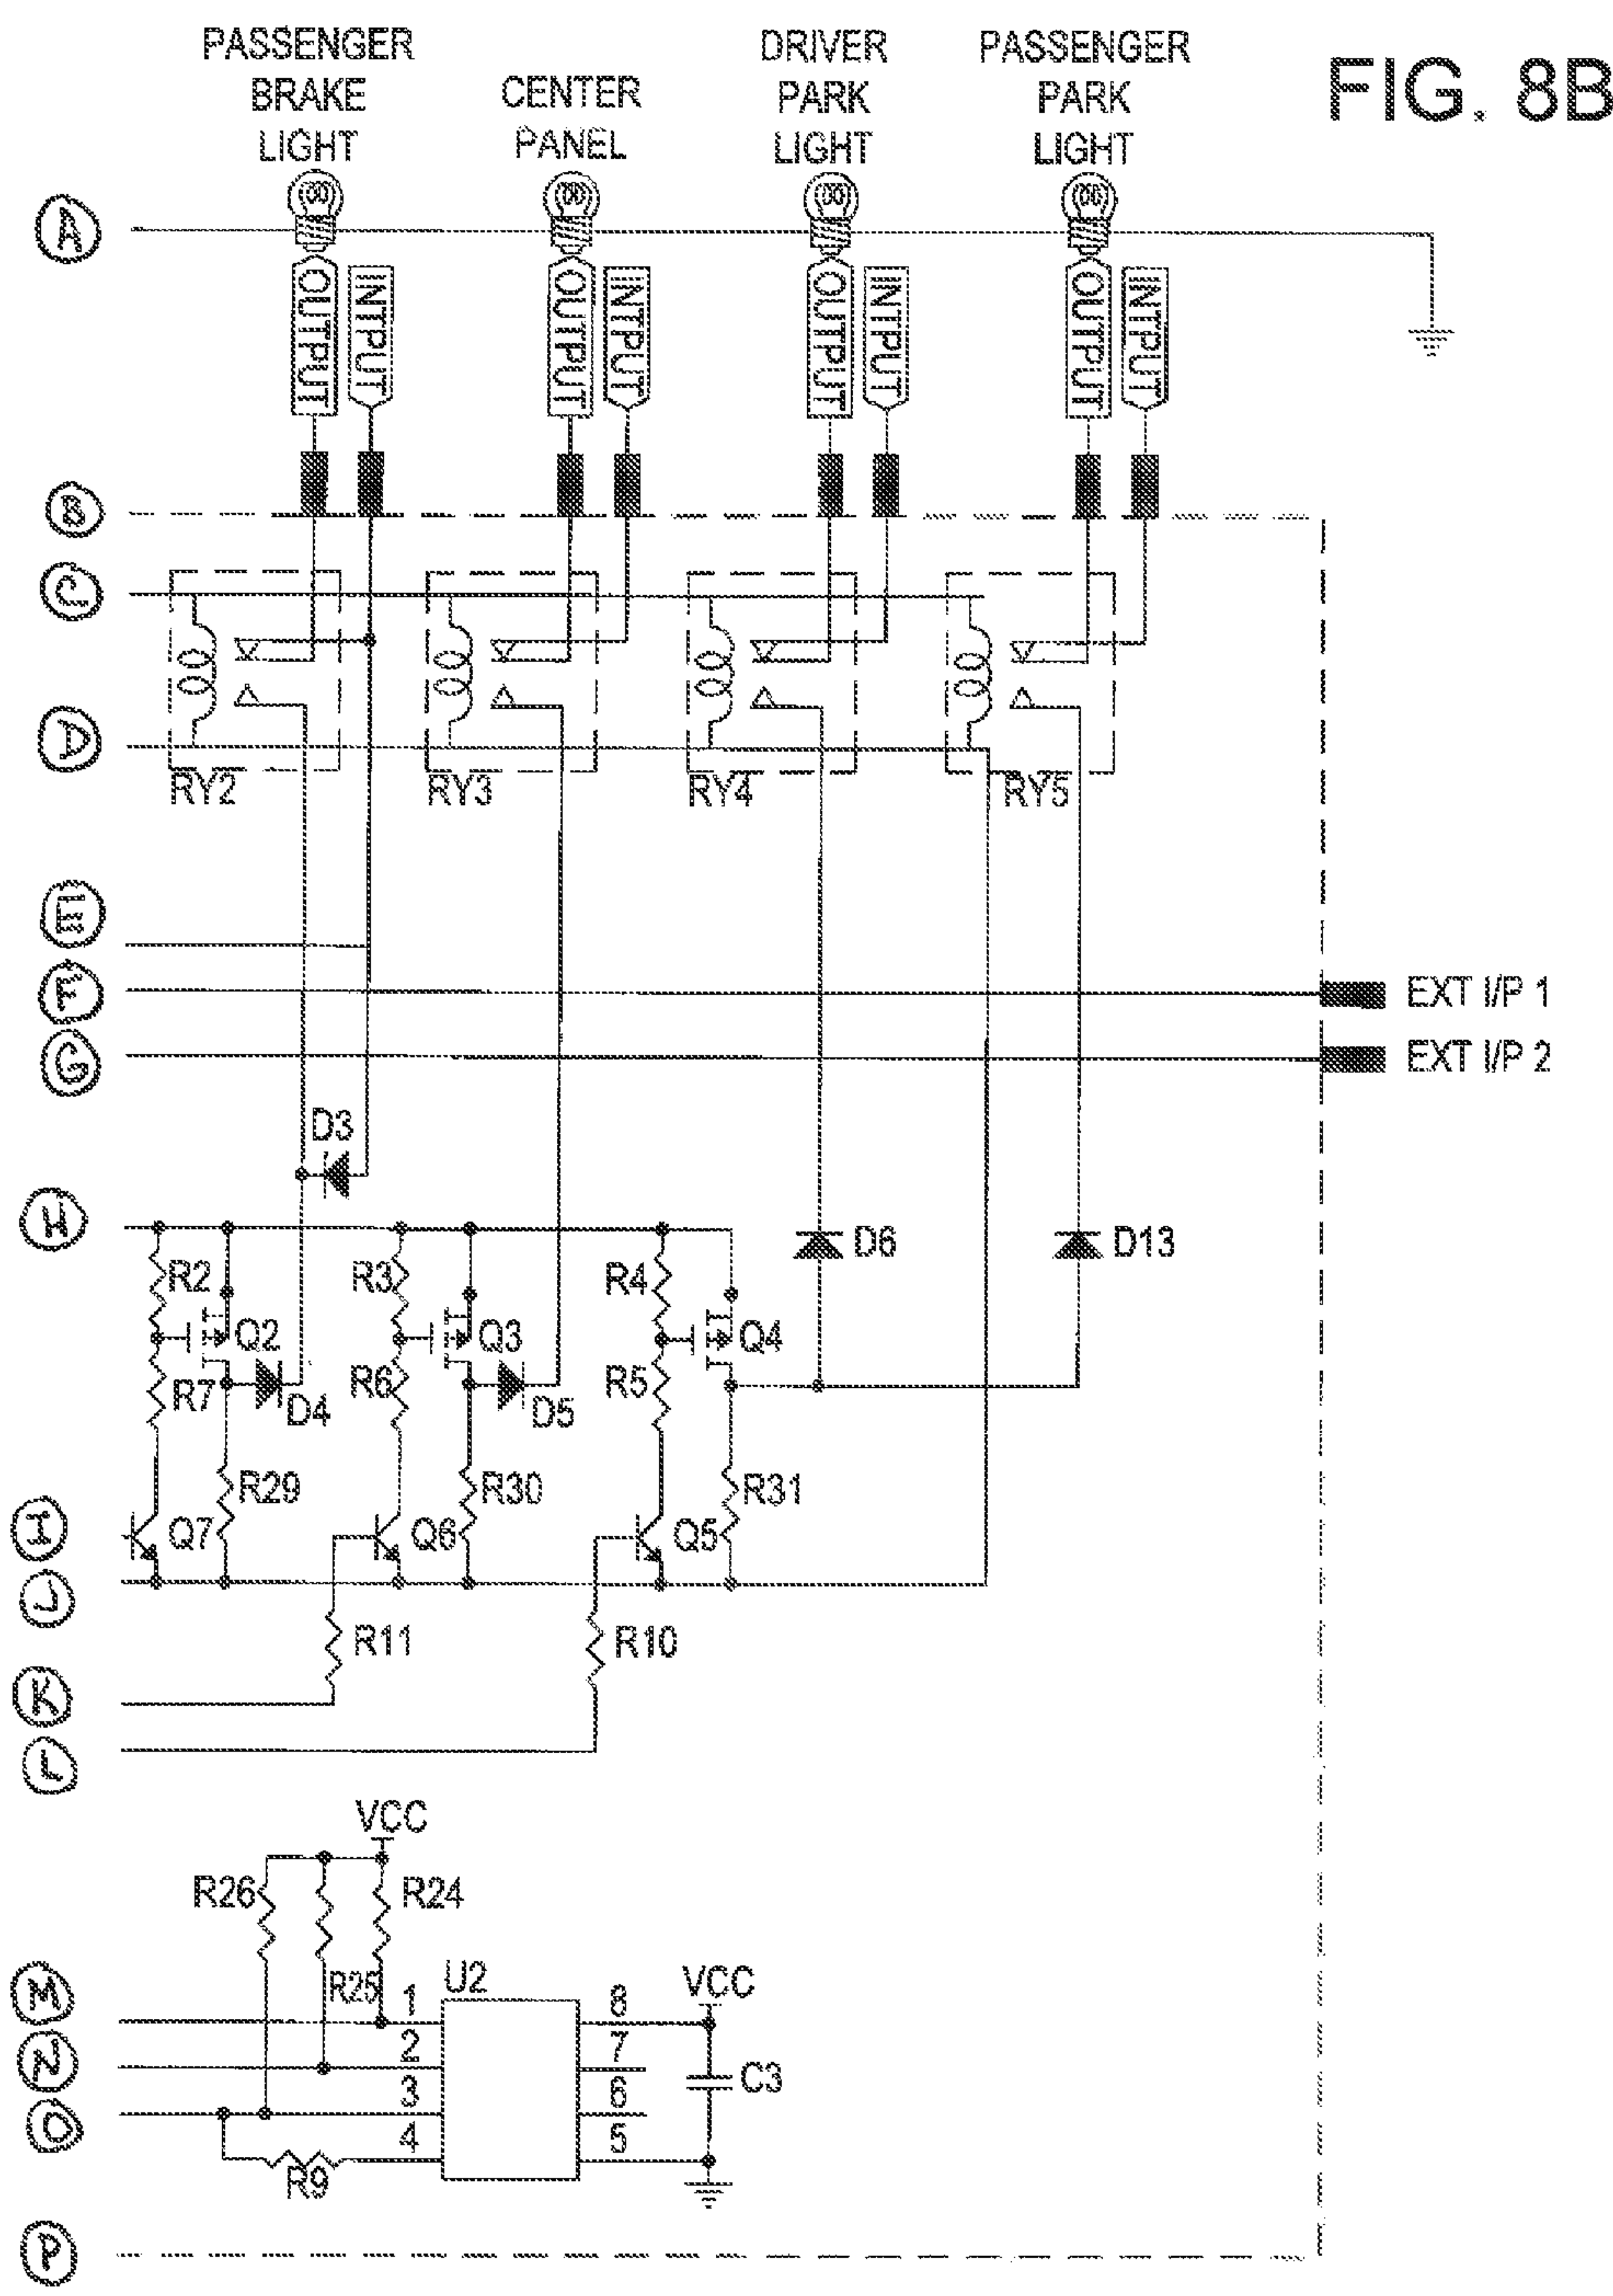 FIG. 8B
PASSENGER
BRAKE
LIGHT
CENTER
PANEL
DRIVER
PARK
LIGHT
PASSENGER
PARK
LIGHT
A
OUTPUT
INTPUT
OUTPUT
INTPUT
OUTPUT
INTPUT
OUTPUT
INTPUT
B
C
D
RY2
RY3
RY4
RY5
E
F
EXT I/P 1
G
EXT I/P 2
D3
H
R2
R3
R4
D6
D13
Q2
Q3
Q4
R7
D4
R6
D5
R5
R29
R30
R31
I
Q7
Q6
Q5
J
R11
R10
K
L
VCC
R26
R24
R25
U2
VCC
M
1
8
N
2
7
C3
O
3
6
4
5
R9
P